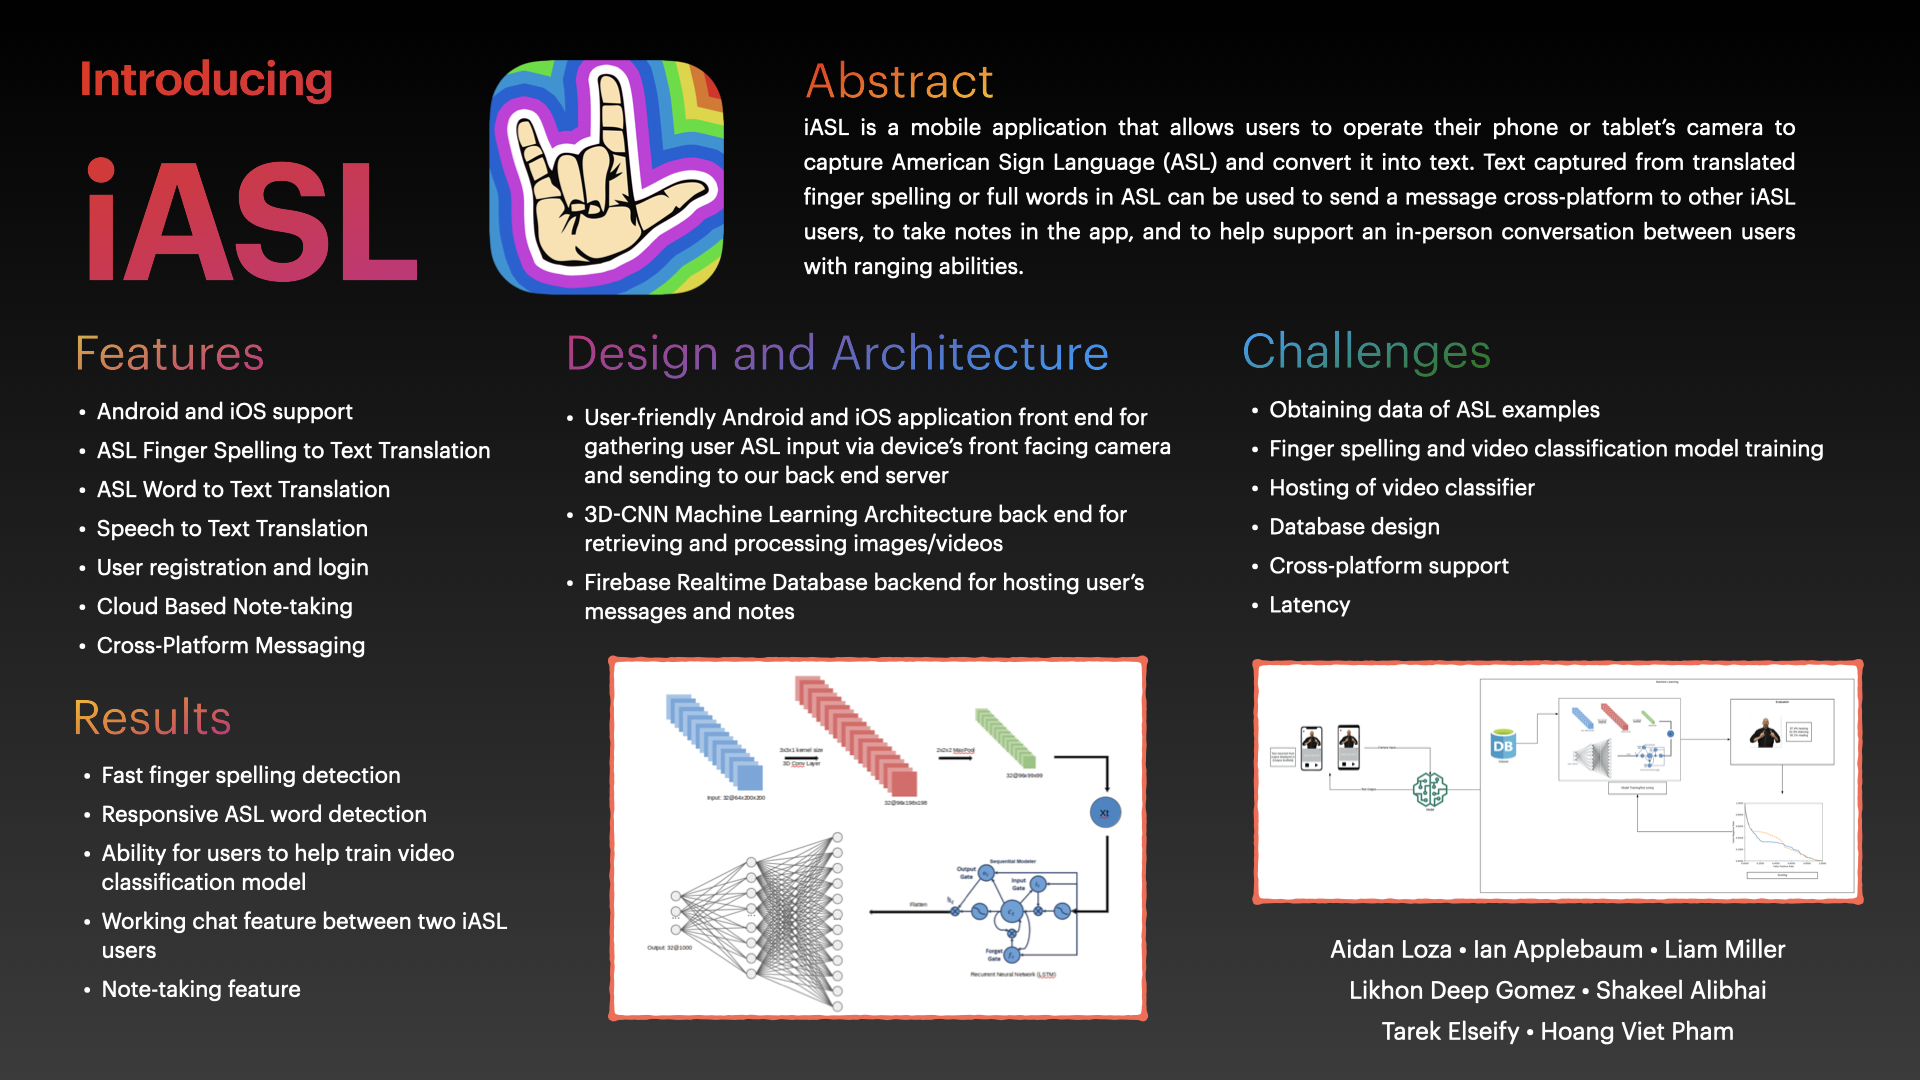 Introducing
iASL
Abstract
iASL is a mobile application that allows users to operate their phone or tablet's camera to
capture American Sign Language (ASL) and convert it into text. Text captured from translated
finger spelling or full words in ASL can be used to send a message cross-platform to other iASL
users, to take notes in the app, and to help support an in-person conversation between users
with ranging abilities.
Features
• Android and iOS support
• ASL Finger Spelling to Text Translation
• ASL Word to Text Translation
• Speech to Text Translation
• User registration and login
• Cloud Based Note-taking
• Cross-Platform Messaging
Results
• Fast finger spelling detection
• Responsive ASL word detection
• Ability for users to help train video
classification model
• Working chat feature between two iASL
users
• Note-taking feature
Design and Architecture
• User-friendly Android and iOS application front end for
gathering user ASL input via device's front facing camera
and sending to our back end server
• 3D-CNN Machine Learning Architecture back end for
retrieving and processing images/videos
• Firebase Realtime Database backend for hosting user's
messages and notes
3x3x1 kernel size
3D Conv Layer
2x2x2 MaxPool
Input: 32@64x200x200
32@96x198x198
32@96x99x99
Xt
Sequential Modeler
Output
Gate
Input
Gate
Flatten
Forget
Gate
Output: 32@1000
Recurrent Neural Network (LSTM)
Challenges
• Obtaining data of ASL examples
• Finger spelling and video classification model training
• Hosting of video classifier
• Database design
• Cross-platform support
• Latency
DB
Aidan Loza • Ian Applebaum • Liam Miller
Likhon Deep Gomez • Shakeel Alibhai
Tarek Elseify • Hoang Viet Pham